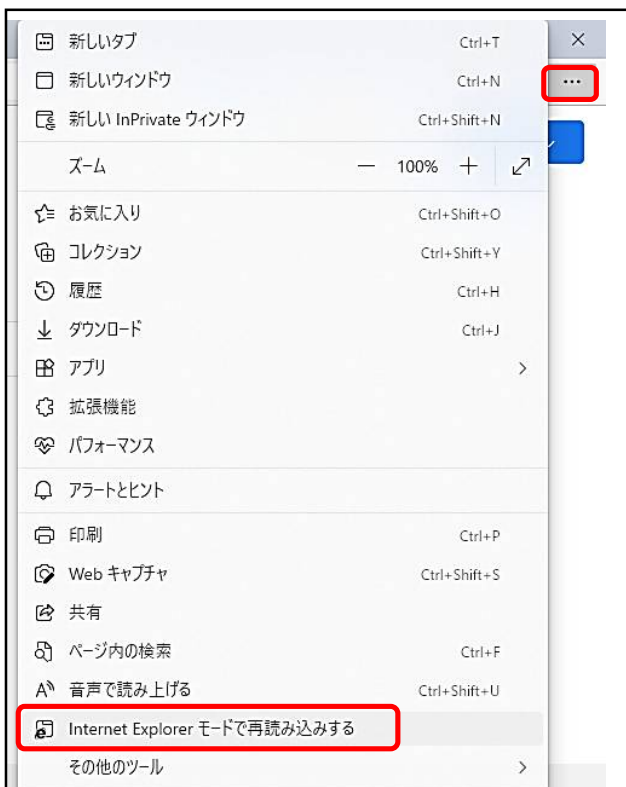 新しいタブ Ctrl+T
新しいウィンドウ Ctrl+N
新しい InPrivate ウィンドウ Ctrl+Shift+N
ズーム — 100% +
お気に入り Ctrl+Shift+O
コレクション Ctrl+Shift+Y
履歴 Ctrl+H
ダウンロード Ctrl+J
アプリ
拡張機能
パフォーマンス
アラートとヒント
印刷 Ctrl+P
Web キャプチャ Ctrl+Shift+S
共有
ページ内の検索 Ctrl+F
音声で読み上げる Ctrl+Shift+U
Internet Explorer モードで再読み込みする
その他のツール